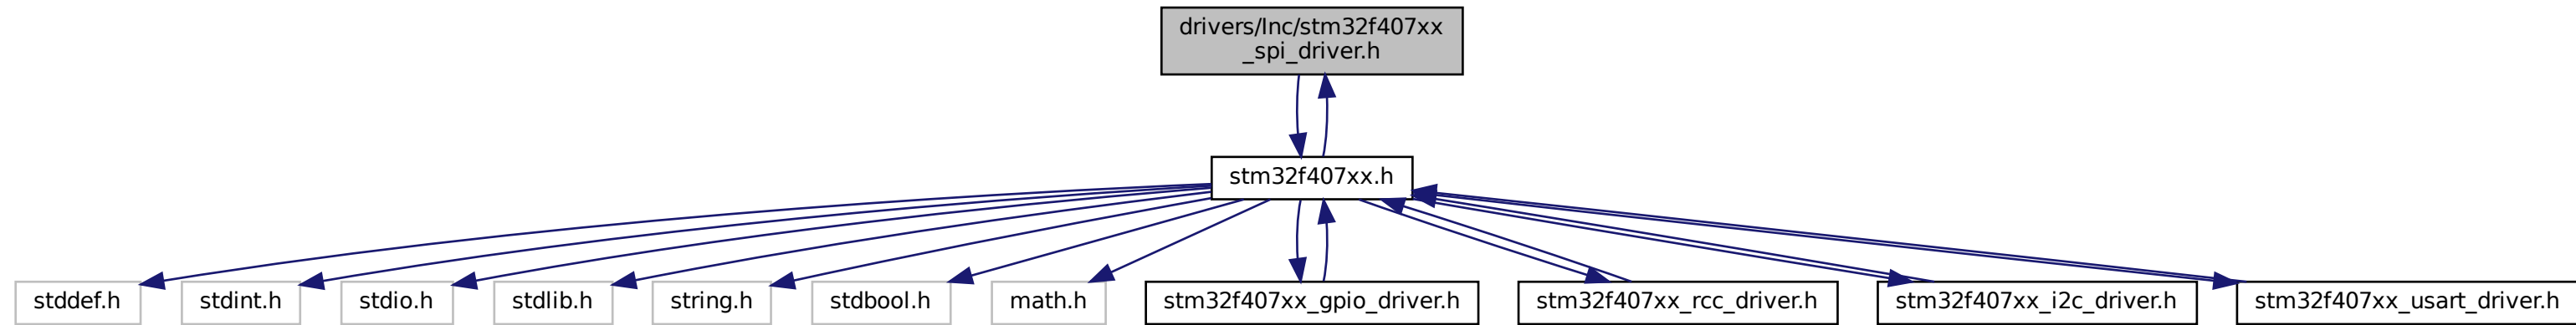 drivers/Inc/stm32f407xx
_spi_driver.h
stm32f407xx.h
stddef.h
stdint.h
stdio.h
stdlib.h
string.h
stdbool.h
math.h
stm32f407xx_gpio_driver.h
stm32f407xx_rcc_driver.h
stm32f407xx_i2c_driver.h
stm32f407xx_usart_driver.h